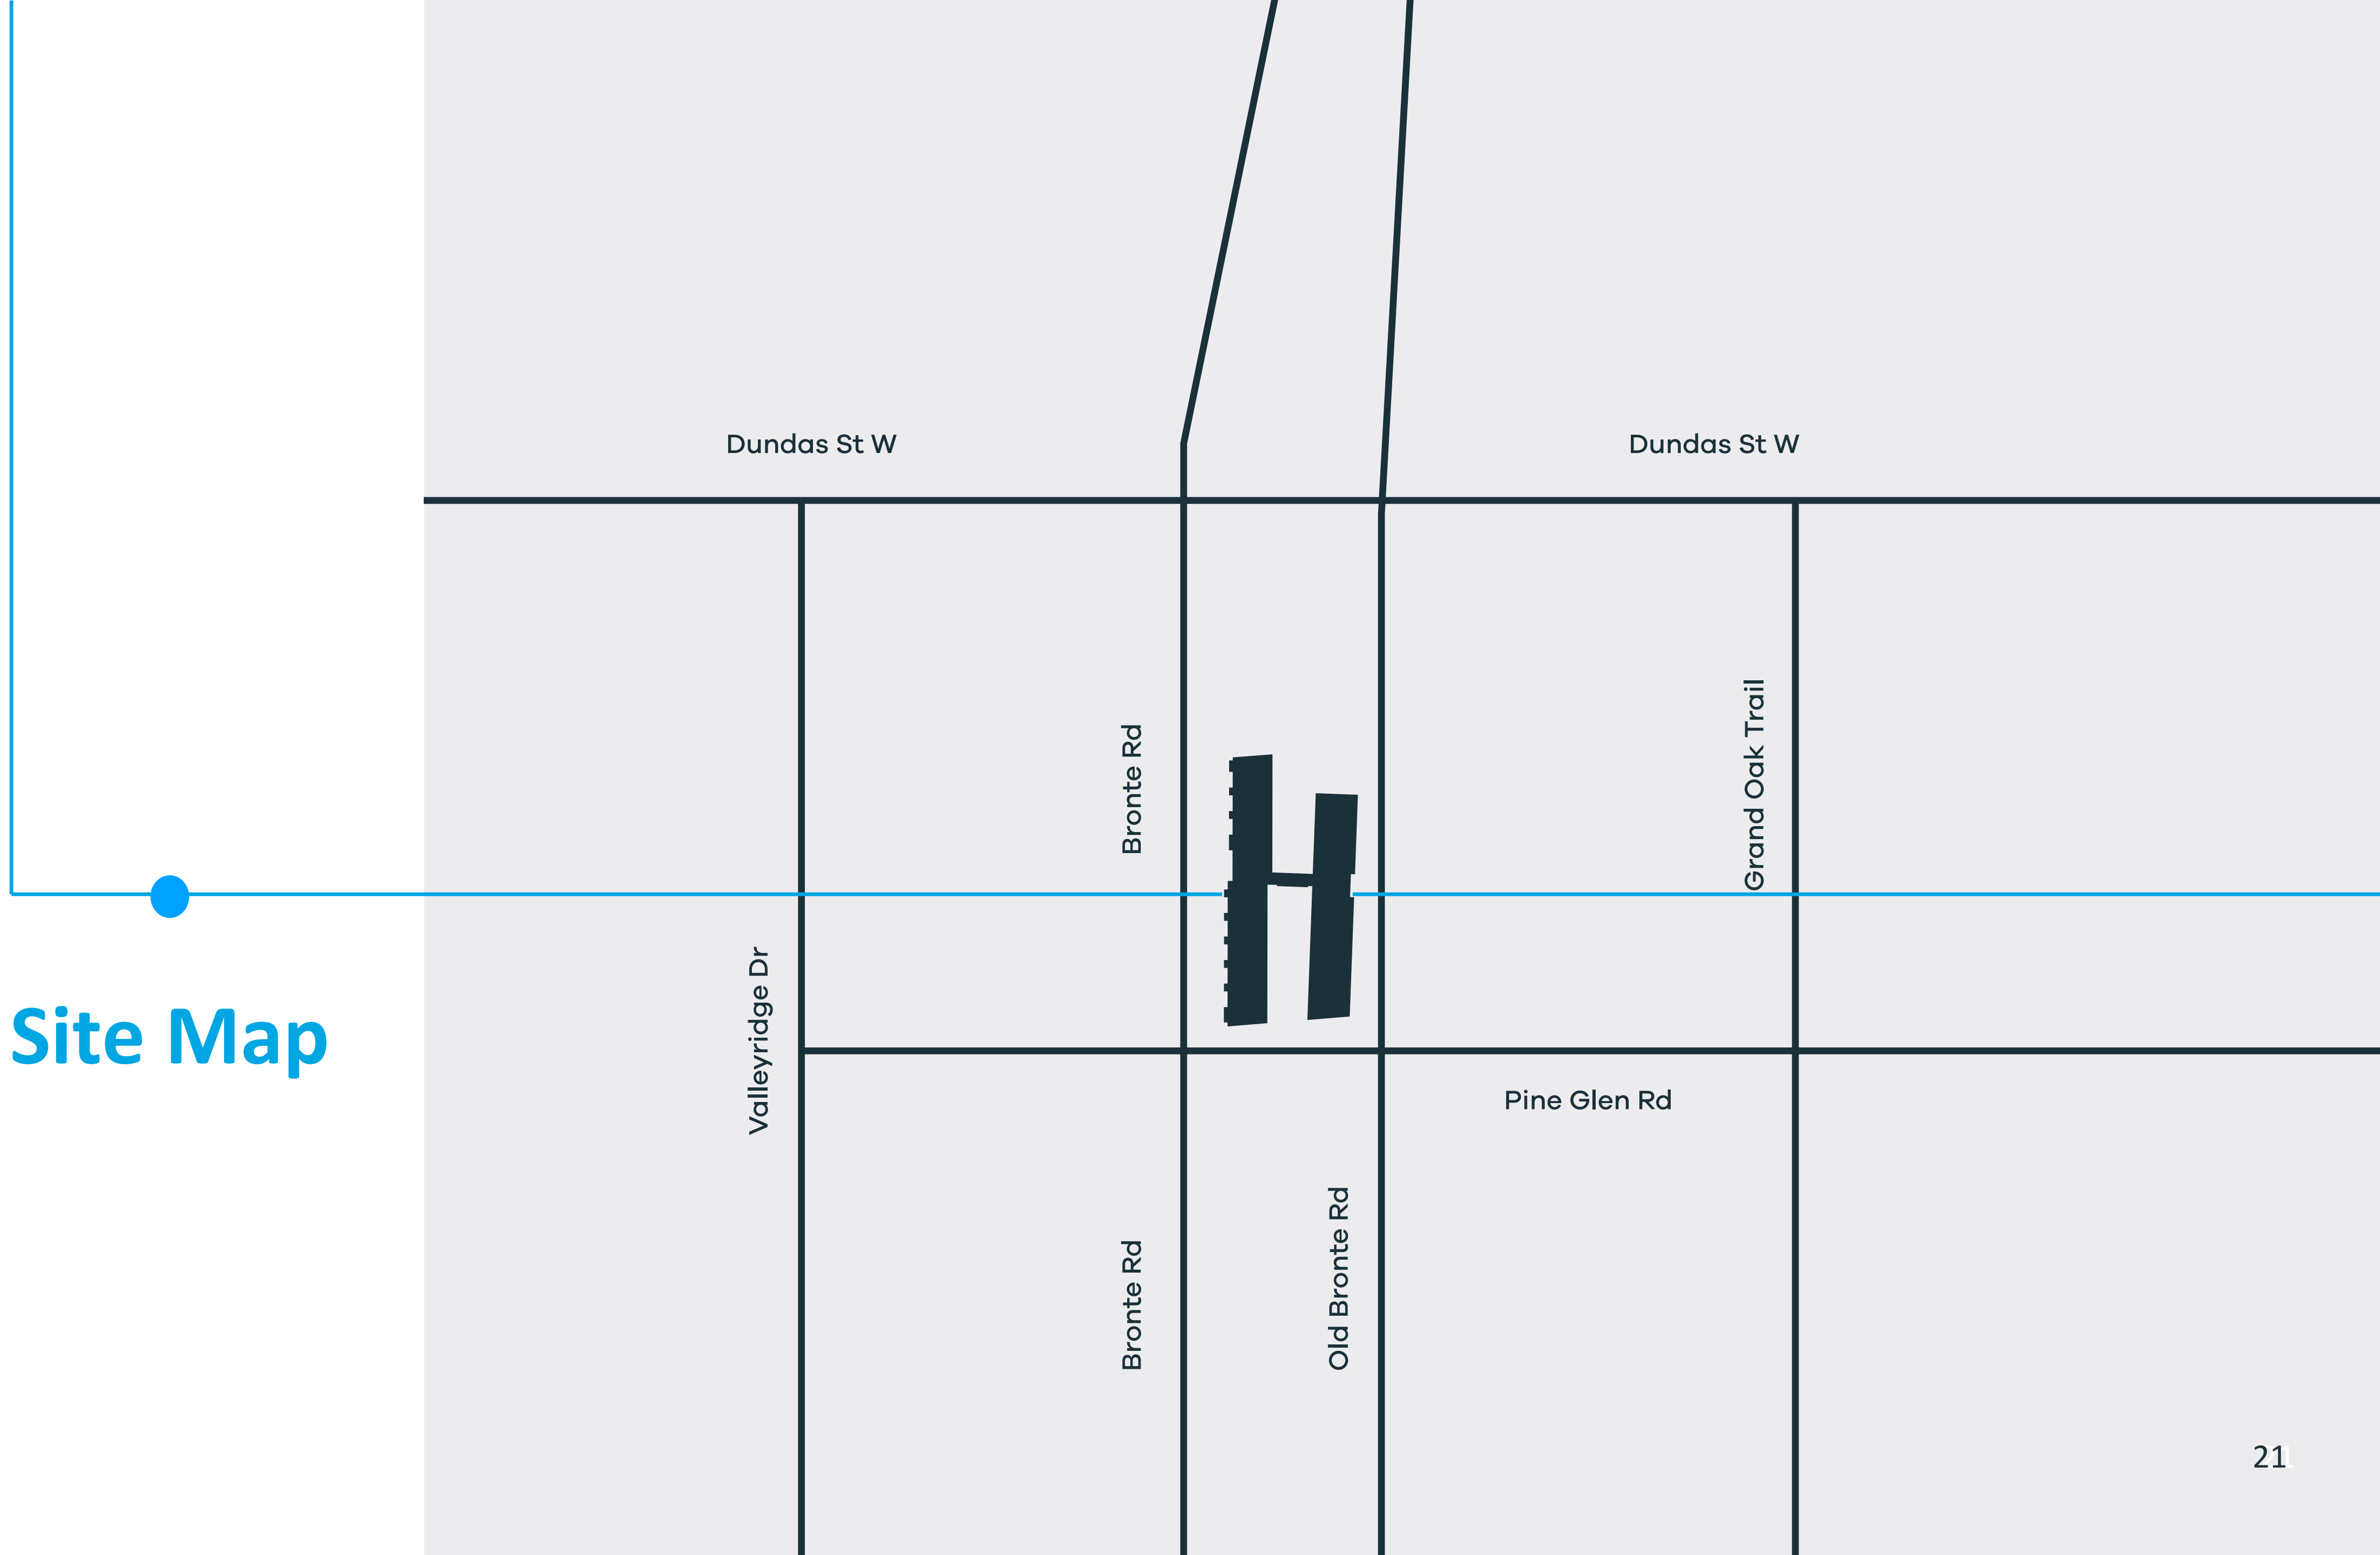 Dundas St W
Dundas St W
Bronte Rd
Grand Oak Trail
Valleyridge Dr
Site Map
Pine Glen Rd
Bronte Rd
Old Bronte Rd
21